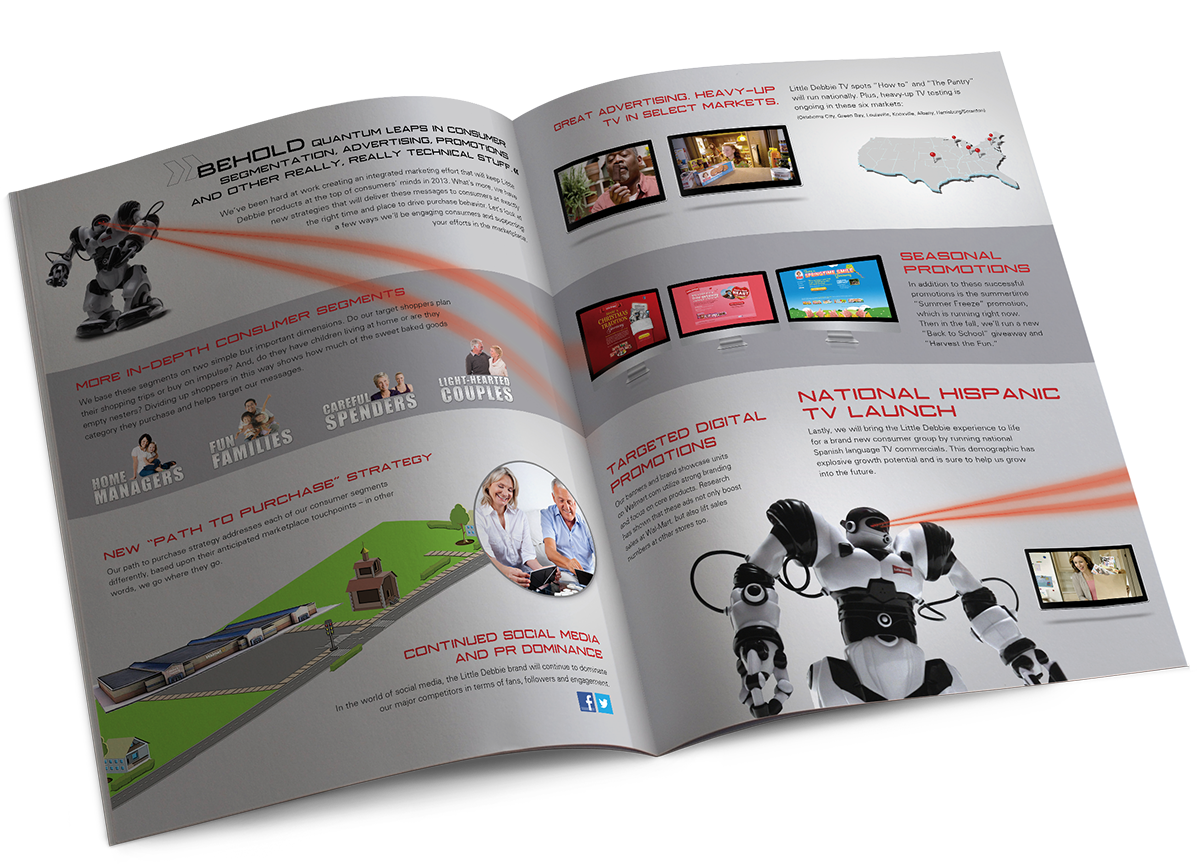 BEHOLD QUANTUM LEAPS IN CONSUMER
SEGMENTATION, ADVERTISING, PROMOTIONS
AND OTHER REALLY, REALLY TECHNICAL STUFF.
We've been hard at work creating an integrated marketing effort that will keep Little
Debbie products at the top of consumers' minds in 2013. What's more, we have
new strategies that will deliver these messages to consumers at exactly
the right time and place to drive purchase behavior. Let's look at
a few ways we'll be engaging consumers and supporting
your efforts in the marketplace.
MORE IN-DEPTH CONSUMER SEGMENTS
We base these segments on two simple but important dimensions. Do our target shoppers plan
their shopping trips or buy on impulse? And, do they have children living at home or are they
empty nesters? Dividing up shoppers in this way shows how much of the sweet baked goods
category they purchase and helps target our messages.
HOME
MANAGERS
FUN
FAMILIES
CAREFUL
SPENDERS
LIGHT-HEARTED
COUPLES
NEW "PATH TO PURCHASE" STRATEGY
Our path to purchase strategy addresses each of our consumer segments
differently, based upon their anticipated marketplace touchpoints – in other
words, we go where they go.
CONTINUED SOCIAL MEDIA
AND PR DOMINANCE
In the world of social media, the Little Debbie brand will continue to dominate
our major competitors in terms of fans, followers and engagement.
GREAT ADVERTISING. HEAVY-UP
TV IN SELECT MARKETS.
Little Debbie TV spots "How to" and "The Pantry"
will run nationally. Plus, heavy-up TV testing is
ongoing in these six markets:
(Oklahoma City, Green Bay, Louisville, Knoxville, Albany, Harrisburg/Scranton)
CHRISTMAS
TRADITION
SPRINGTIME SMILE
SEASONAL
PROMOTIONS
In addition to these successful
promotions is the summertime
"Summer Freeze" promotion,
which is running right now.
Then in the fall, we'll run a new
"Back to School" giveaway and
"Harvest the Fun."
TARGETED DIGITAL
PROMOTIONS
Our banners and brand showcase units
on Walmart.com utilize strong branding
and focus on core products. Research
has shown that these ads not only boost
sales at Wal-Mart, but also lift sales
numbers at other stores too.
NATIONAL HISPANIC
TV LAUNCH
Lastly, we will bring the Little Debbie experience to life
for a brand new consumer group by running national
Spanish language TV commercials. This demographic has
explosive growth potential and is sure to help us grow
into the future.